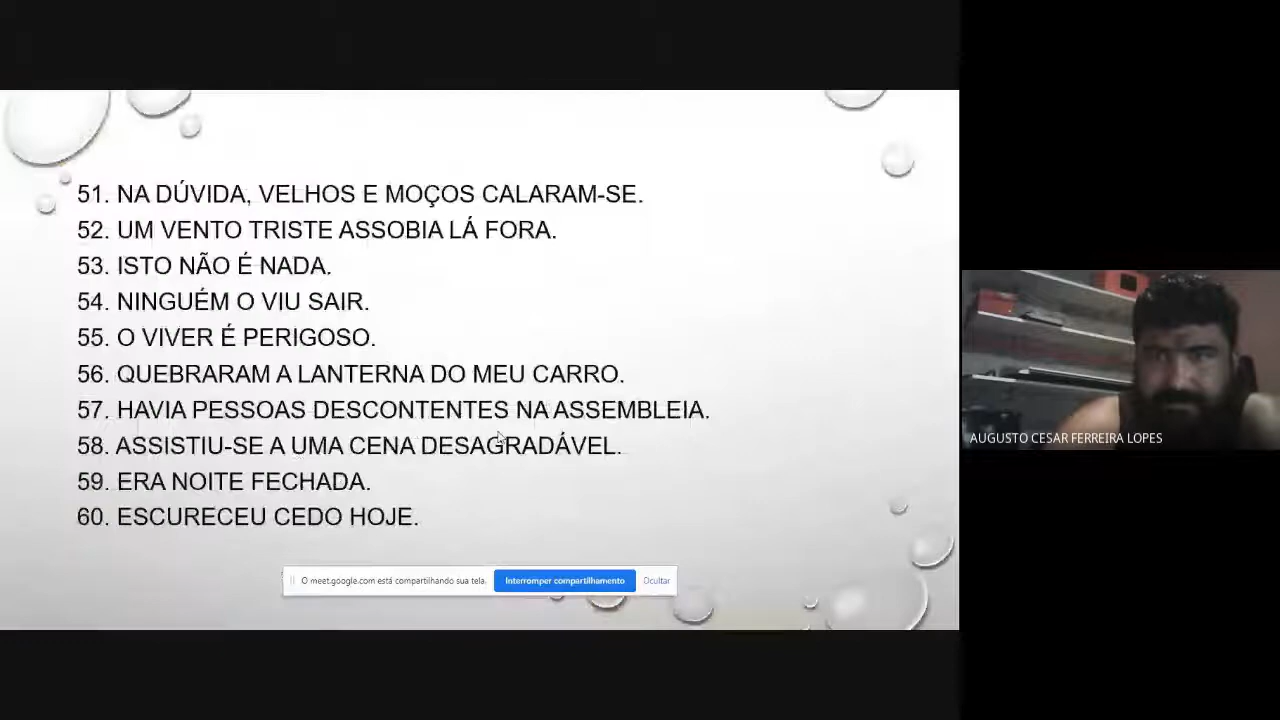 51. NA DÚVIDA, VELHOS E MOÇOS CALARAM-SE.
52. UM VENTO TRISTE ASSOBIA LÁ FORA.
53. ISTO NÃO É NADA.
54. NINGUÉM O VIU SAIR.
55. O VIVER É PERIGOSO.
56. QUEBRARAM A LANTERNA DO MEU CARRO.
57. HAVIA PESSOAS DESCONTENTES NA ASSEMBLEIA.
58. ASSISTIU-SE A UMA CENA DESAGRADÁVEL.
59. ERA NOITE FECHADA.
60. ESCURECEU CEDO HOJE.
O meet.google.com está compartilhando sua tela. Interromper compartilhamento Ocultar
AUGUSTO CESAR FERREIRA LOPES